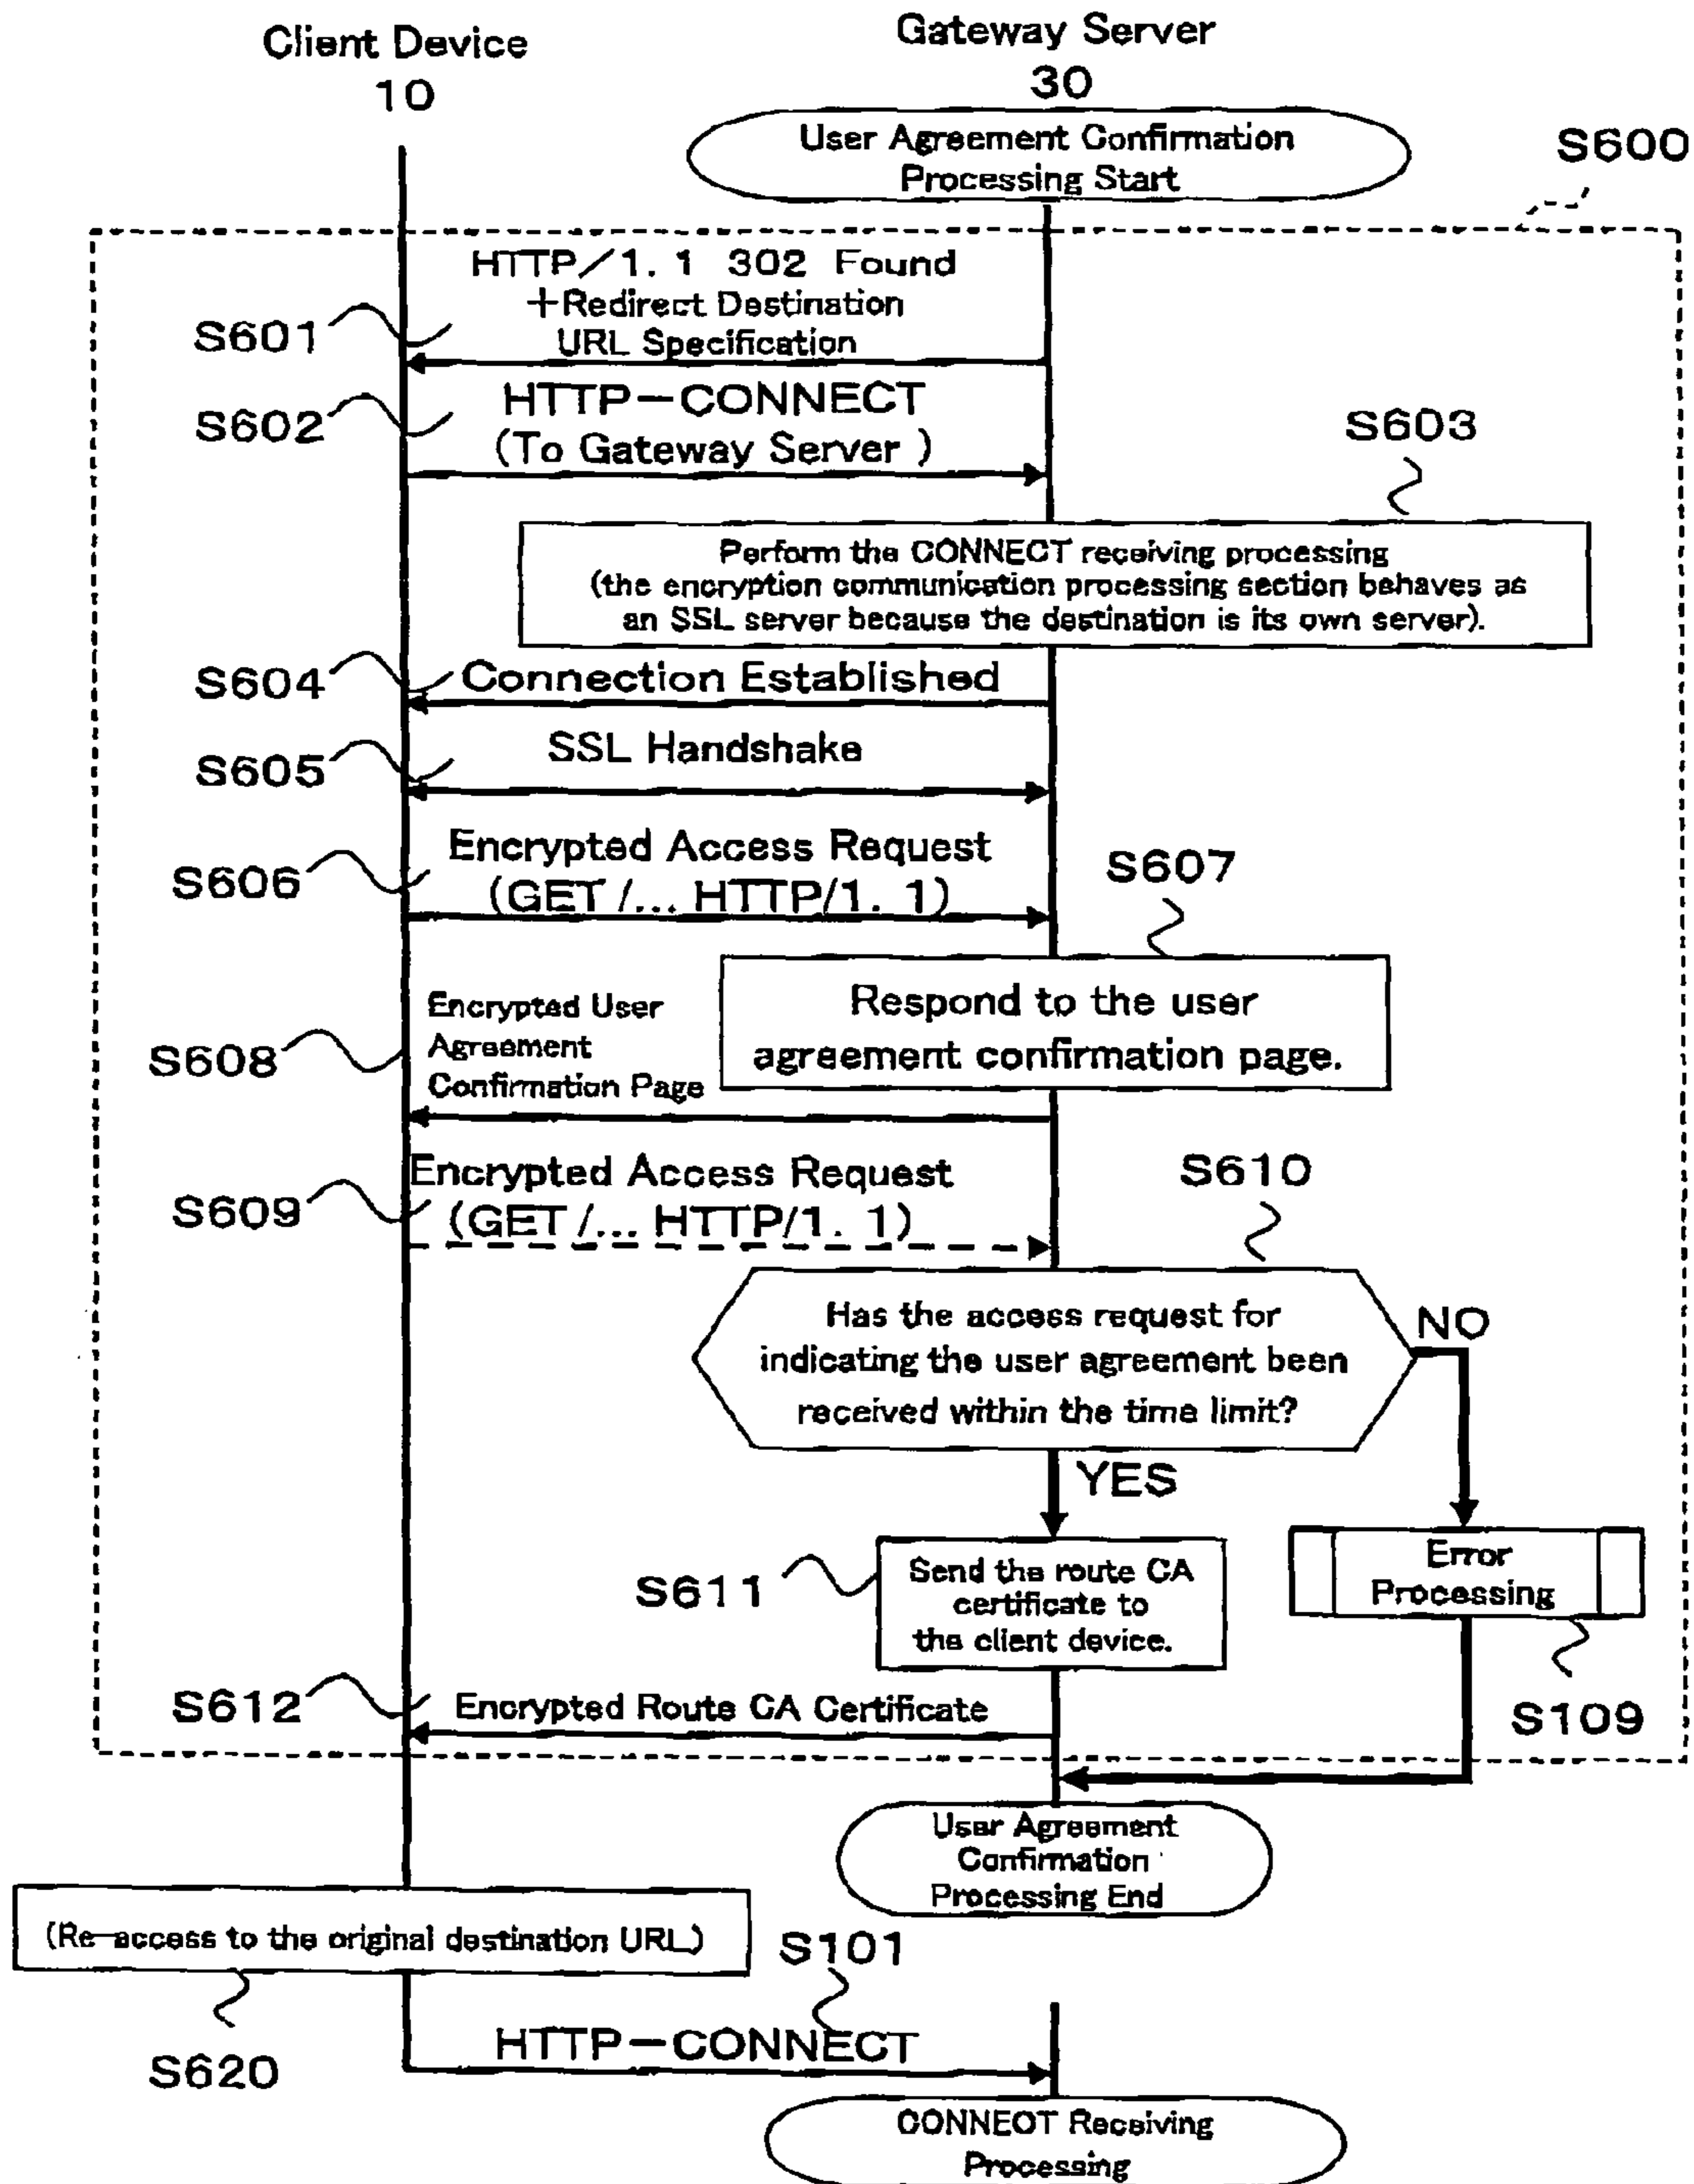 Client Device
10
Gateway Server
30
User Agreement Confirmation
Processing Start
S600
HTTP/1. 1 302 Found
+Redirect Destination
URL Specification
S601
HTTP-CONNECT
(To Gateway Server )
S602
S603
Perform the CONNECT receiving processing
(the encryption communication processing section behaves as
an SSL server because the destination is its own server).
S604
Connection Established
SSL Handshake
S605
Encrypted Access Request
(GET /... HTTP/1. 1)
S606
S607
Respond to the user
agreement confirmation page.
Encrypted User
Agreement
Confirmation Page
S608
Encrypted Access Request
(GET /... HTTP/1. 1)
S609
S610
Has the access request for
indicating the user agreement been
received within the time limit?
NO
YES
S611
Send the route CA
certificate to
the client device.
Error
Processing
S109
S612
Encrypted Route CA Certificate
User Agreement
Confirmation
Processing End
(Re-access to the original destination URL)
S620
S101
HTTP-CONNECT
CONNECT Receiving
Processing